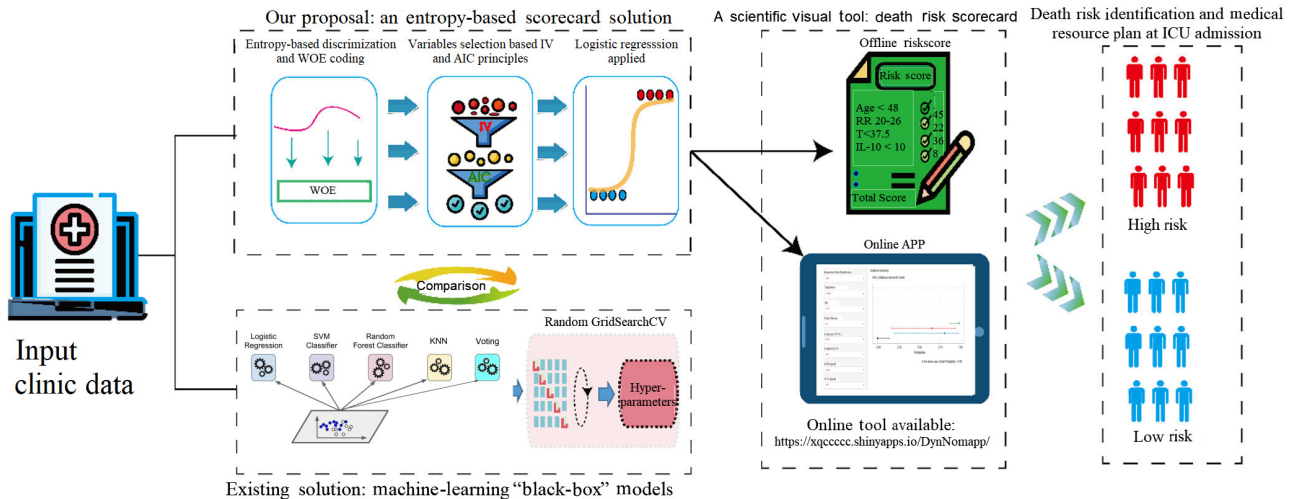 Our proposal: an entropy-based scorecard solution
Entropy-based discrimization
and WOE coding
Variables selection based IV
and AIC principles
Logistic regresssion
applied
WOE
IV
AIC
Input
clinic data
Comparison
Random GridSearchCV
Logistic
Regression
SVM
Classifier
Random
Forest Classifier
KNN
Voting
Hyper-
parameters
Existing solution: machine-learning “black-box” models
A scientific visual tool: death risk scorecard
Offline riskscore
Risk score
Age < 48
RR 20-26
T<37.5
IL-10 < 10
45
22
36
8
Total Score
Online APP
Online tool available:
https://xqccccc.shinyapps.io/DynNomapp/
Death risk identification and medical
resource plan at ICU admission
High risk
Low risk